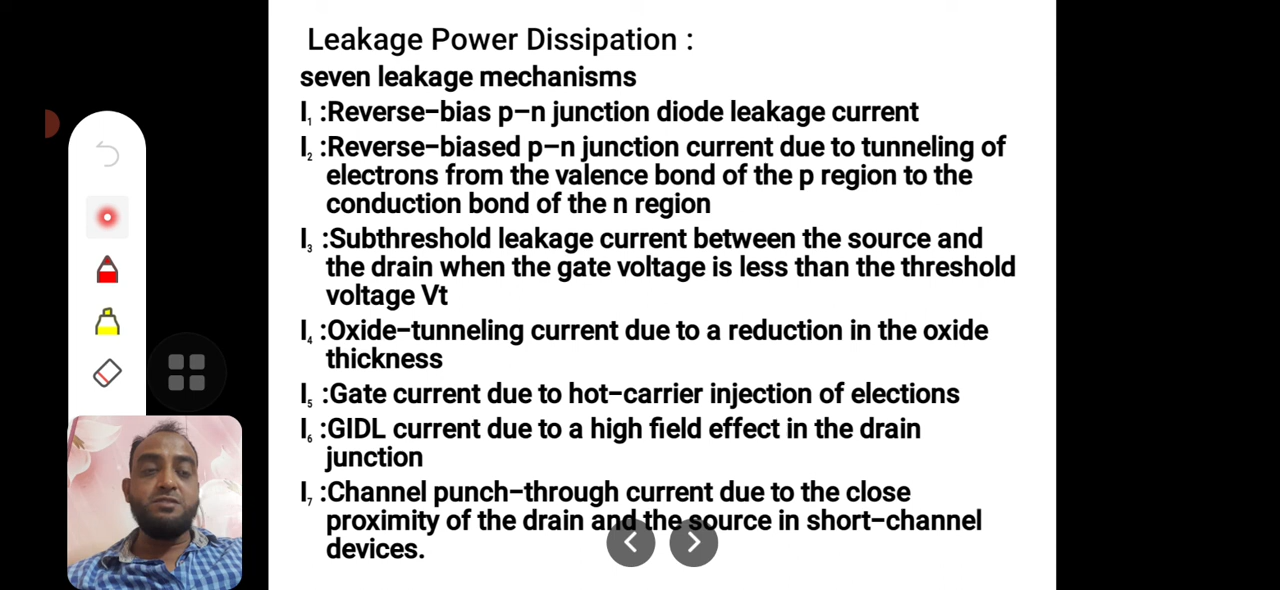 Leakage Power Dissipation :
seven leakage mechanisms
I₁ :Reverse-bias p-n junction diode leakage current
I₂ :Reverse-biased p-n junction current due to tunneling of
electrons from the valence bond of the p region to the
conduction bond of the n region
I₃ :Subthreshold leakage current between the source and
the drain when the gate voltage is less than the threshold
voltage Vt
I₄ :Oxide-tunneling current due to a reduction in the oxide
thickness
I₅ :Gate current due to hot-carrier injection of elections
I₆ :GIDL current due to a high field effect in the drain
junction
I₇ :Channel punch-through current due to the close
proximity of the drain and the source in short-channel
devices.